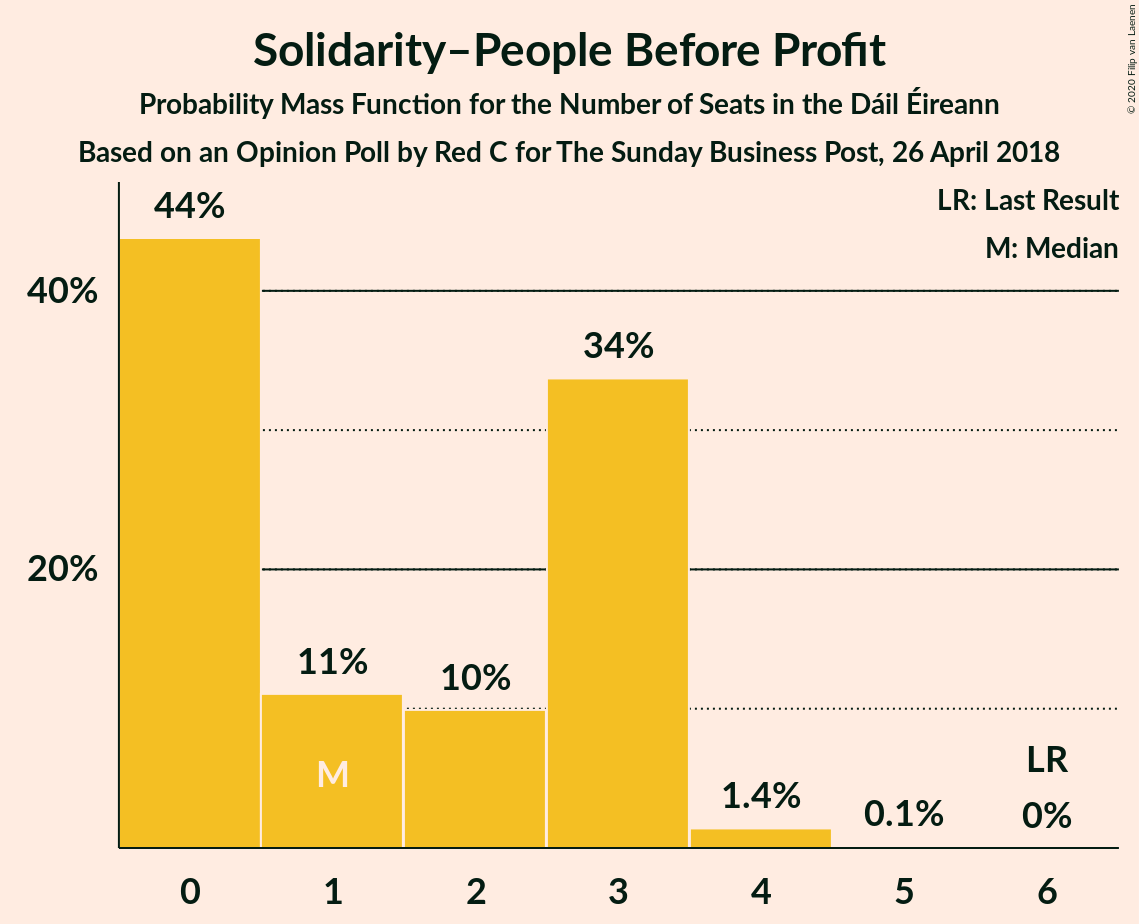 Solidarity–People Before Profit
Probability Mass Function for the Number of Seats in the Dáil Éireann
Based on an Opinion Poll by Red C for The Sunday Business Post, 26 April 2018
© 2020 Filip van Laenen
LR: Last Result
M: Median
44%
40%
34%
20%
11%
10%
M
LR
1.4%
0.1%
0%
0 1 2 3 4 5 6